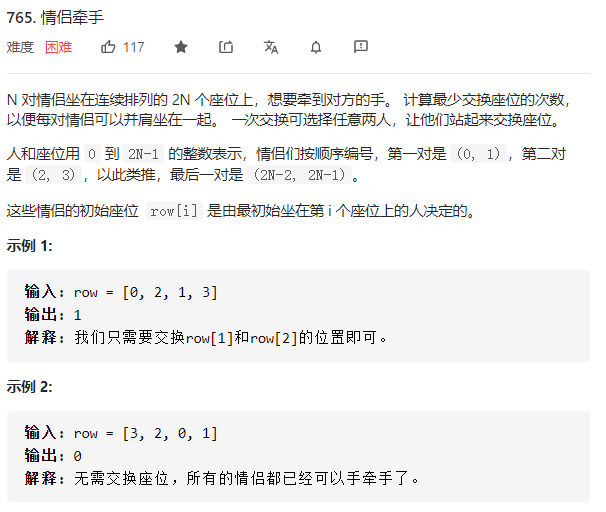 765. 情侣牵手
难度 困难 117
N 对情侣坐在连续排列的 2N 个座位上，想要牵到对方的手。 计算最少交换座位的次数，
以便每对情侣可以并肩坐在一起。 一次交换可选择任意两人，让他们站起来交换座位。
人和座位用 0 到 2N-1 的整数表示，情侣们按顺序编号，第一对是 (0, 1)，第二对
是 (2, 3)，以此类推，最后一对是 (2N-2, 2N-1)。
这些情侣的初始座位 row[i] 是由最初始坐在第 i 个座位上的人决定的。
示例 1:
输入: row = [0, 2, 1, 3]
输出: 1
解释: 我们只需要交换row[1]和row[2]的位置即可。
示例 2:
输入: row = [3, 2, 0, 1]
输出: 0
解释: 无需交换座位，所有的情侣都已经可以手牵手了。